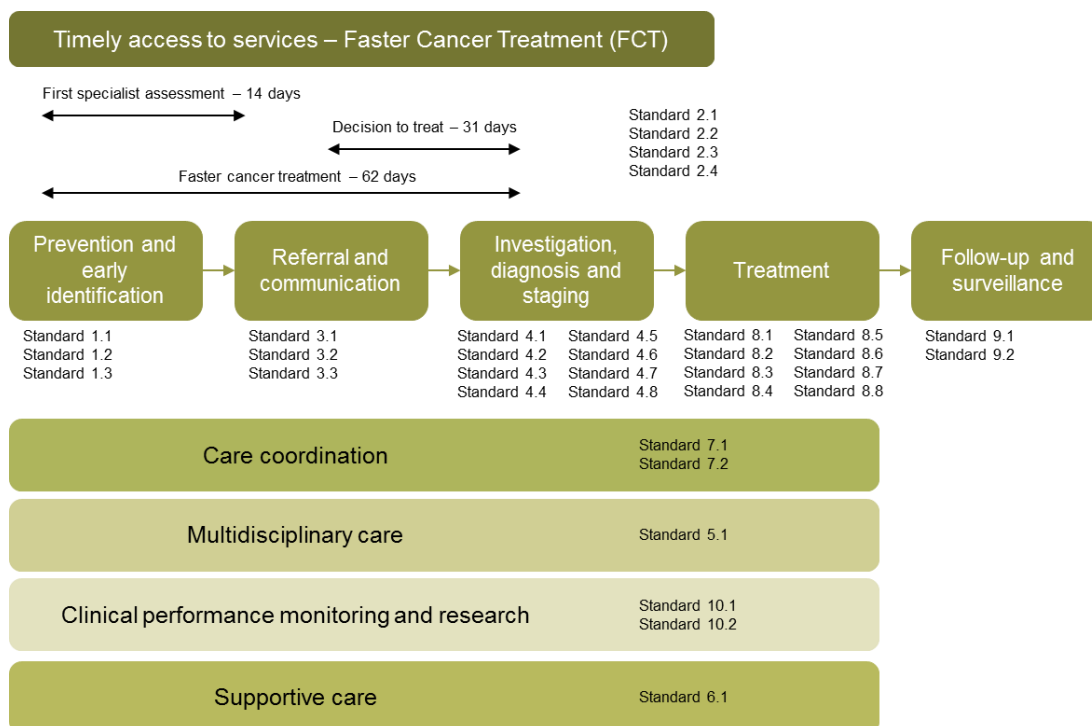 Timely access to services – Faster Cancer Treatment (FCT)
First specialist assessment – 14 days
Decision to treat – 31 days
Faster cancer treatment – 62 days
Standard 2.1
Standard 2.2
Standard 2.3
Standard 2.4
Prevention and
early
identification
Standard 1.1
Standard 1.2
Standard 1.3
Referral and
communication
Standard 3.1
Standard 3.2
Standard 3.3
Investigation,
diagnosis and
staging
Standard 4.1
Standard 4.2
Standard 4.3
Standard 4.4
Standard 4.5
Standard 4.6
Standard 4.7
Standard 4.8
Treatment
Standard 8.1
Standard 8.2
Standard 8.3
Standard 8.4
Standard 8.5
Standard 8.6
Standard 8.7
Standard 8.8
Follow-up and
surveillance
Standard 9.1
Standard 9.2
Care coordination
Standard 7.1
Standard 7.2
Multidisciplinary care
Standard 5.1
Clinical performance monitoring and research
Standard 10.1
Standard 10.2
Supportive care
Standard 6.1